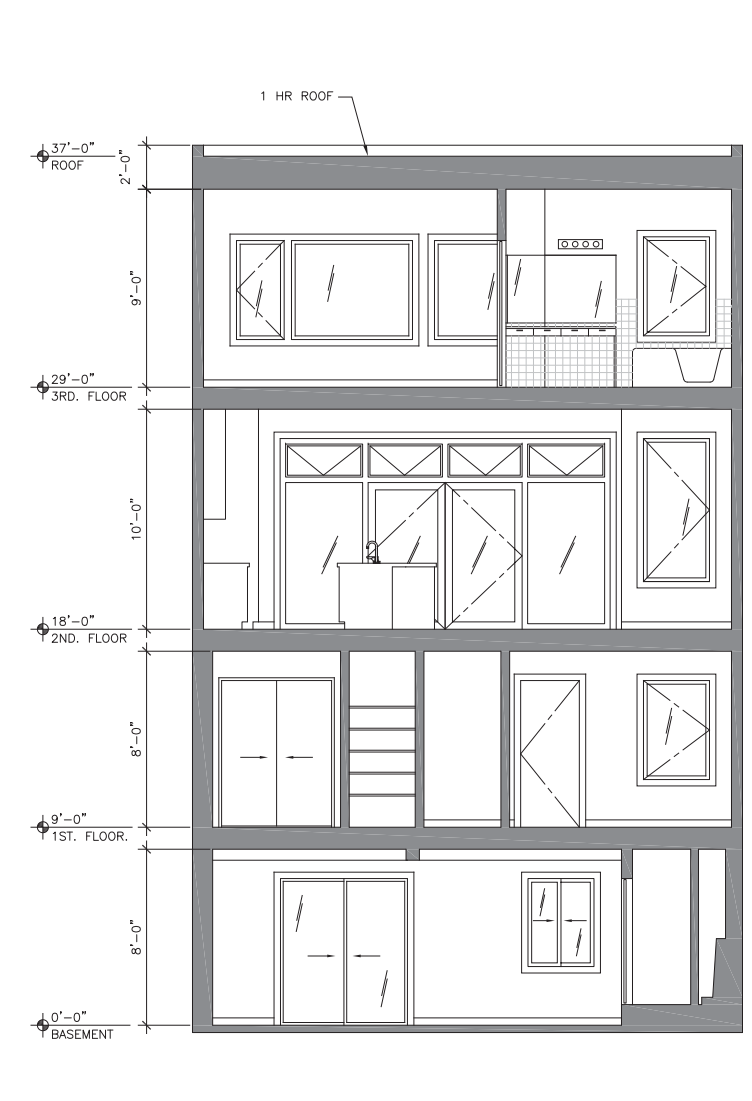 1 HR ROOF
37'-0"
ROOF
2'-0"
9'-0"
29'-0"
3RD. FLOOR
10'-0"
18'-0"
2ND. FLOOR
8'-0"
9'-0"
1ST. FLOOR.
8'-0"
0'-0"
BASEMENT